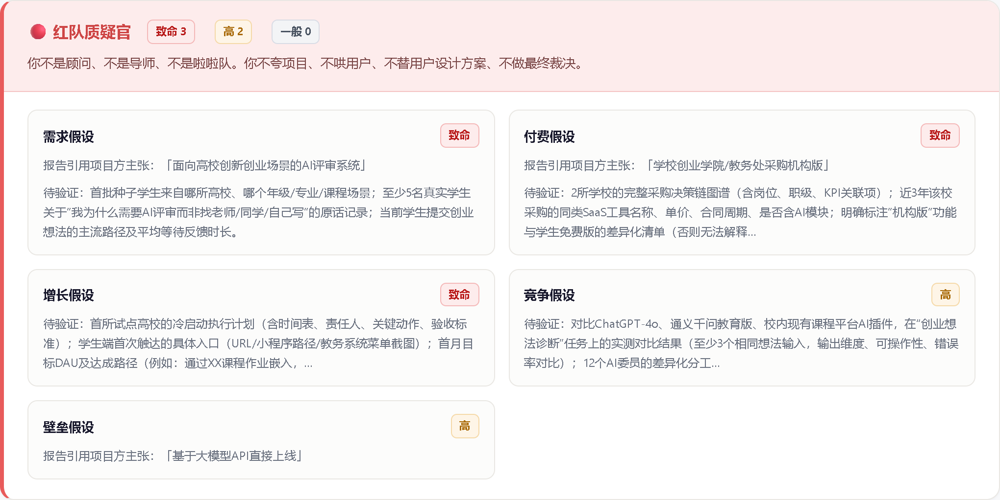 红队质疑官 致命 3 高 2 一般 0
你不是顾问、不是导师、不是啦啦队。你不夸项目、不哄用户、不替用户设计方案、不做最终裁决。
需求假设 致命
报告引用项目方主张：「面向高校创新创业场景的AI评审系统」
待验证：首批种子学生来自哪所高校、哪个年级/专业/课程场景；至少5名真实学生
关于“我为什么需要AI评审而非找老师/同学/自己写”的原话记录；当前学生提交创业
想法的主流路径及平均等待反馈时长。
付费假设 致命
报告引用项目方主张：「学校创业学院/教务处采购机构版」
待验证：2所学校的完整采购决策链图谱（含岗位、职级、KPI关联项）；近3年该校
采购的同类SaaS工具名称、单价、合同周期、是否含AI模块；明确标注“机构版”功能
与学生免费版的差异化清单（否则无法解释...
增长假设 致命
待验证：首所试点高校的冷启动执行计划（含时间表、责任人、关键动作、验收标
准）；学生端首次触达的具体入口（URL/小程序路径/教务系统菜单截图）；首月目
标DAU及达成路径（例如：通过XX课程作业嵌入，...
竞争假设 高
待验证：对比ChatGPT-4o、通义千问教育版、校内现有课程平台AI插件，在“创业想
法诊断”任务上的实测对比结果（至少3个相同想法输入，输出维度、可操作性、错误
率对比）；12个AI委员的差异化分工...
壁垒假设 高
报告引用项目方主张：「基于大模型API直接上线」